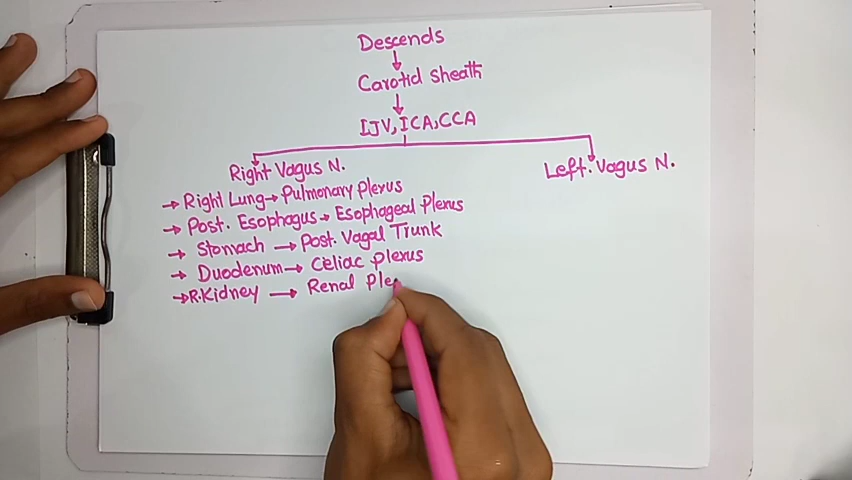 Descends
Carotid Sheath
IJV, ICA, CCA
Right Vagus N.
Left. Vagus N.
Right Lung → Pulmonary plexus
Post. Esophagus → Esophageal Plexus
Stomach → Post. Vagal Trunk
Duodenum → Celiac plexus
R. Kidney → Renal Ple